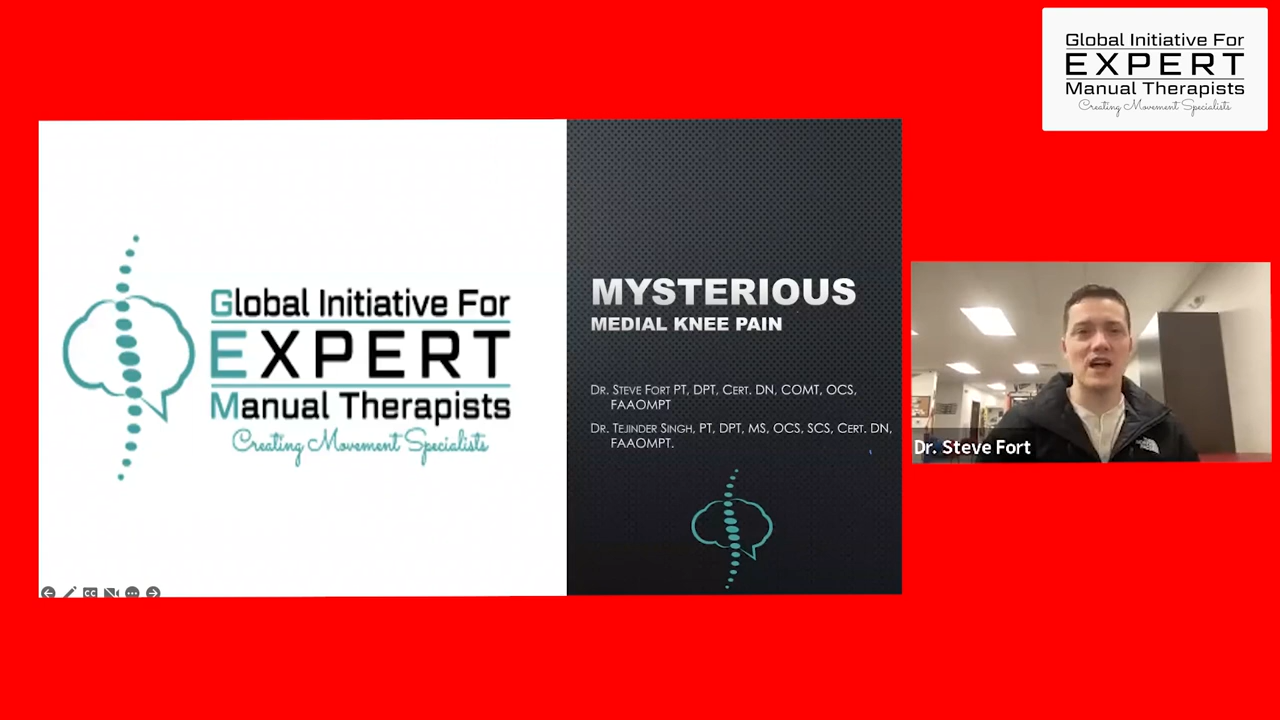 Global Initiative For
EXPERT
Manual Therapists
Creating Movement Specialists
Global Initiative For
EXPERT
Manual Therapists
Creating Movement Specialists
MYSTERIOUS
MEDIAL KNEE PAIN
DR. STEVE FORT PT, DPT, CERT. DN, COMT, OCS,
FAAOMPT
DR. TEJINDER SINGH, PT, DPT, MS, OCS, SCS, CERT. DN,
FAAOMPT.
Dr. Steve Fort
CC